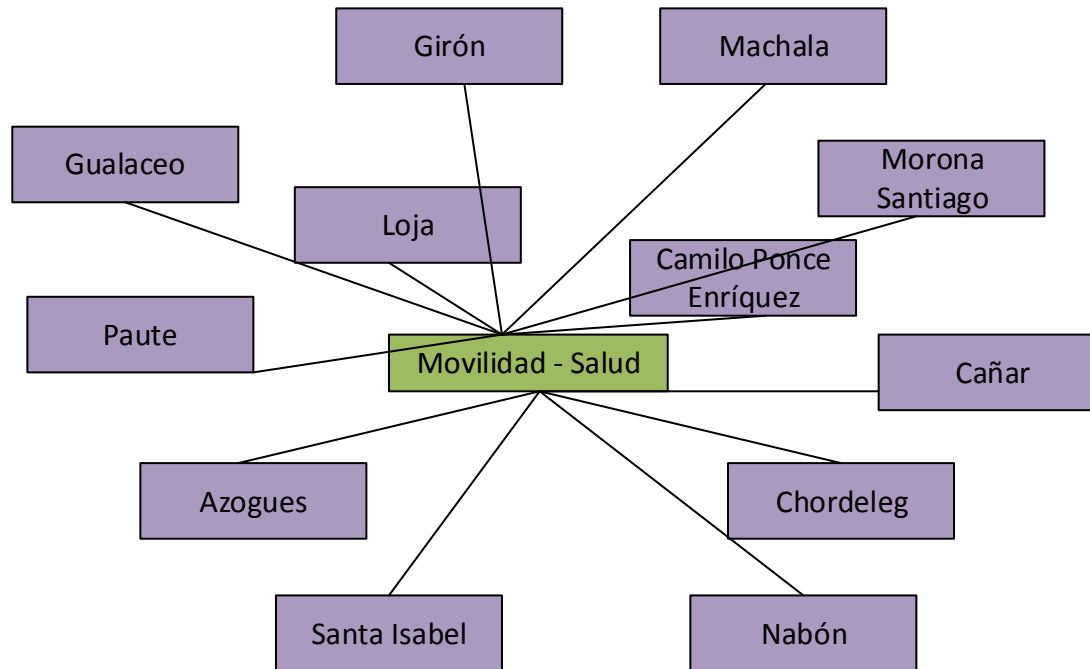 Girón
Machala
Gualaceo
Morona
Santiago
Loja
Camilo Ponce
Enríquez
Paute
Movilidad - Salud
Cañar
Azogues
Chordeleg
Santa Isabel
Nabón